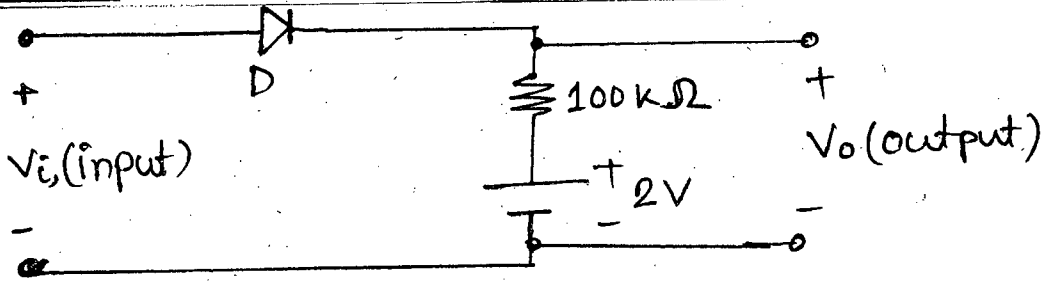 D
+
Vi,(input)
-
100KΩ
+
2V
-
+
Vo(output)
-